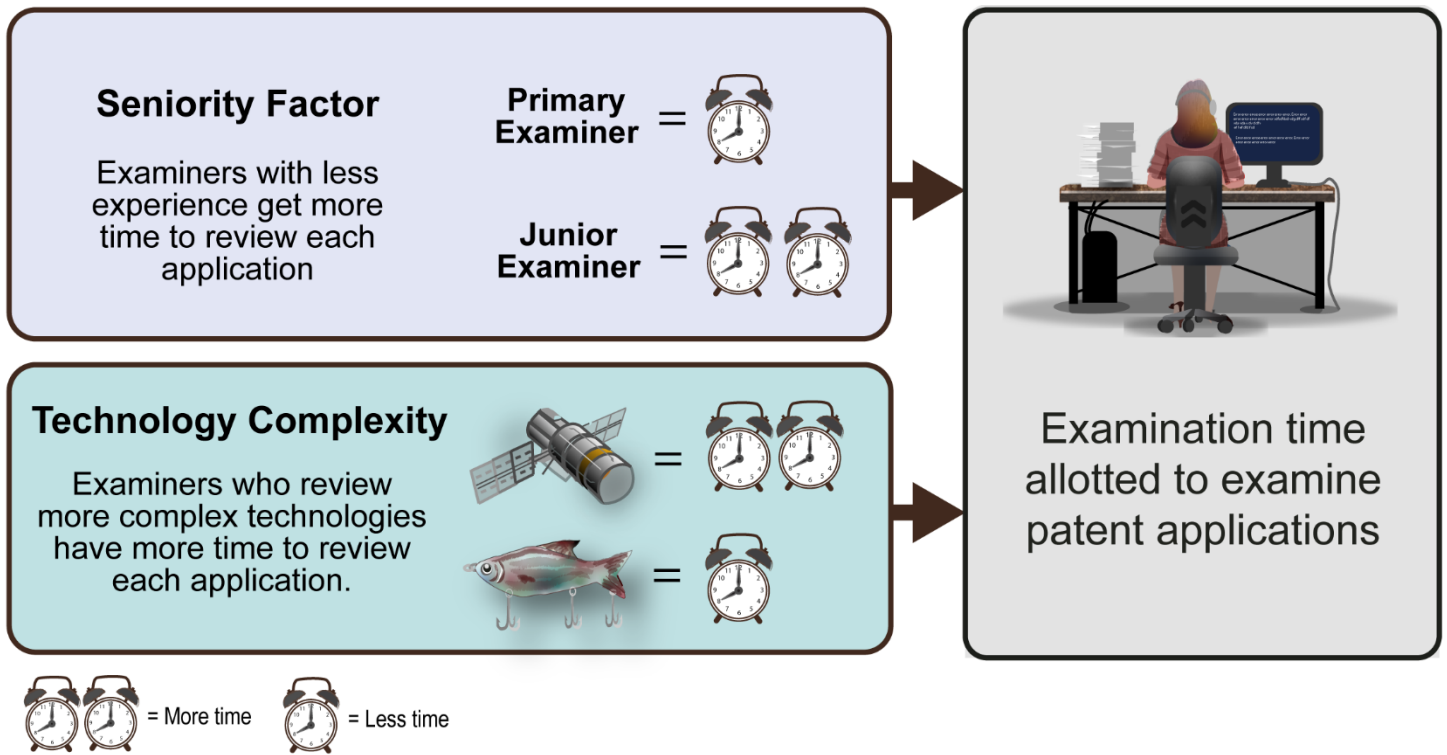 Seniority Factor
Examiners with less
experience get more
time to review each
application
Primary
Examiner
=
Junior
Examiner
=
Technology Complexity
Examiners who review
more complex technologies
have more time to review
each application.
=
=
Examination time
allotted to examine
patent applications
= More time
= Less time